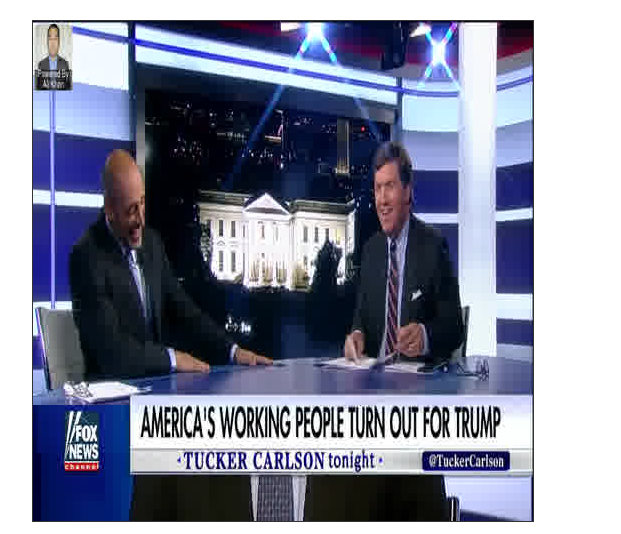 Powered By
Ali Khan
AMERICA'S WORKING PEOPLE TURN OUT FOR TRUMP
FOX
NEWS
channel
TUCKER CARLSON tonight
@TuckerCarlson